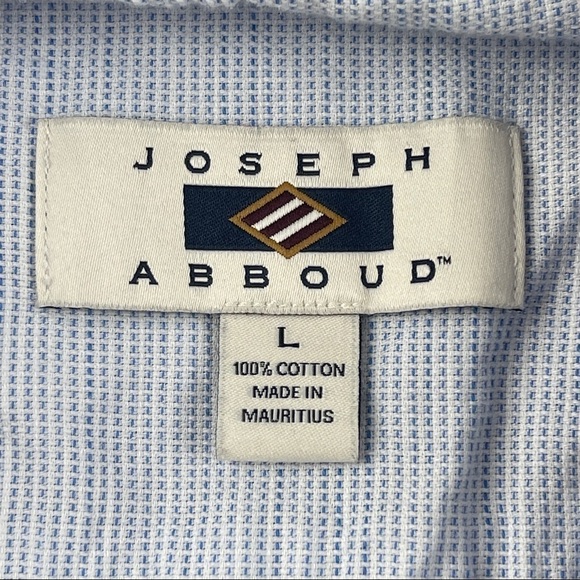 JOSEPH
ABBOUD™
L
100% COTTON
MADE IN
MAURITIUS